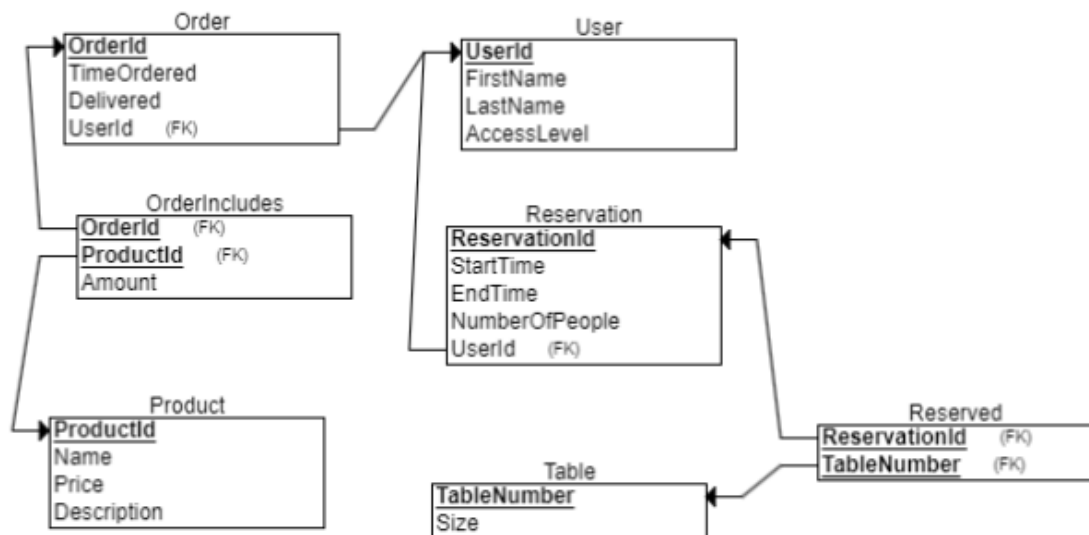 Order
OrderId
TimeOrdered
Delivered
UserId (FK)
User
UserId
FirstName
LastName
AccessLevel
OrderIncludes
OrderId (FK)
ProductId (FK)
Amount
Reservation
ReservationId
StartTime
EndTime
NumberOfPeople
UserId (FK)
Product
ProductId
Name
Price
Description
Table
TableNumber
Size
Reserved
ReservationId (FK)
TableNumber (FK)